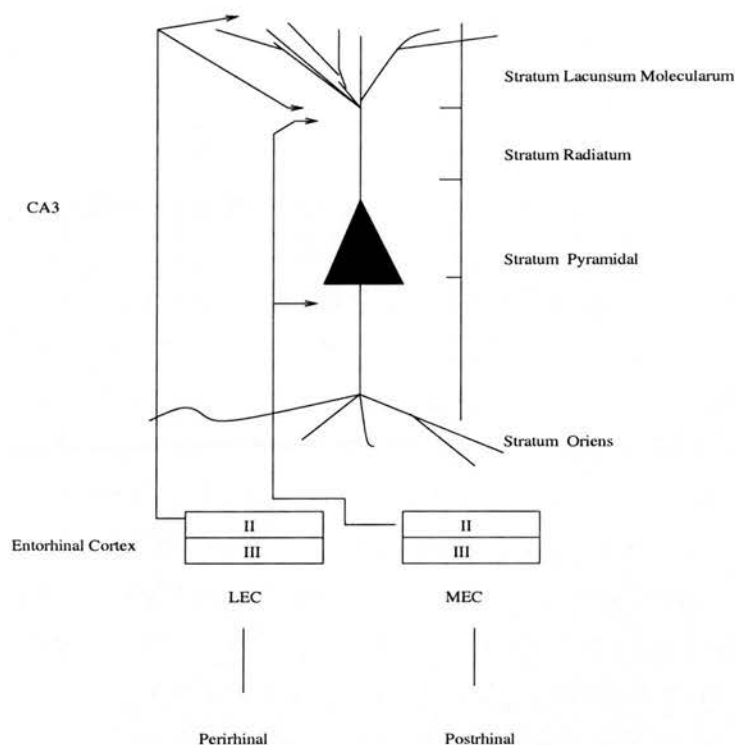 Stratum Lacunsum Molecularum
Stratum Radiatum
CA3
Stratum Pyramidal
Stratum Oriens
II II
Entorhinal Cortex III III
LEC MEC
Perirhinal Postrhinal